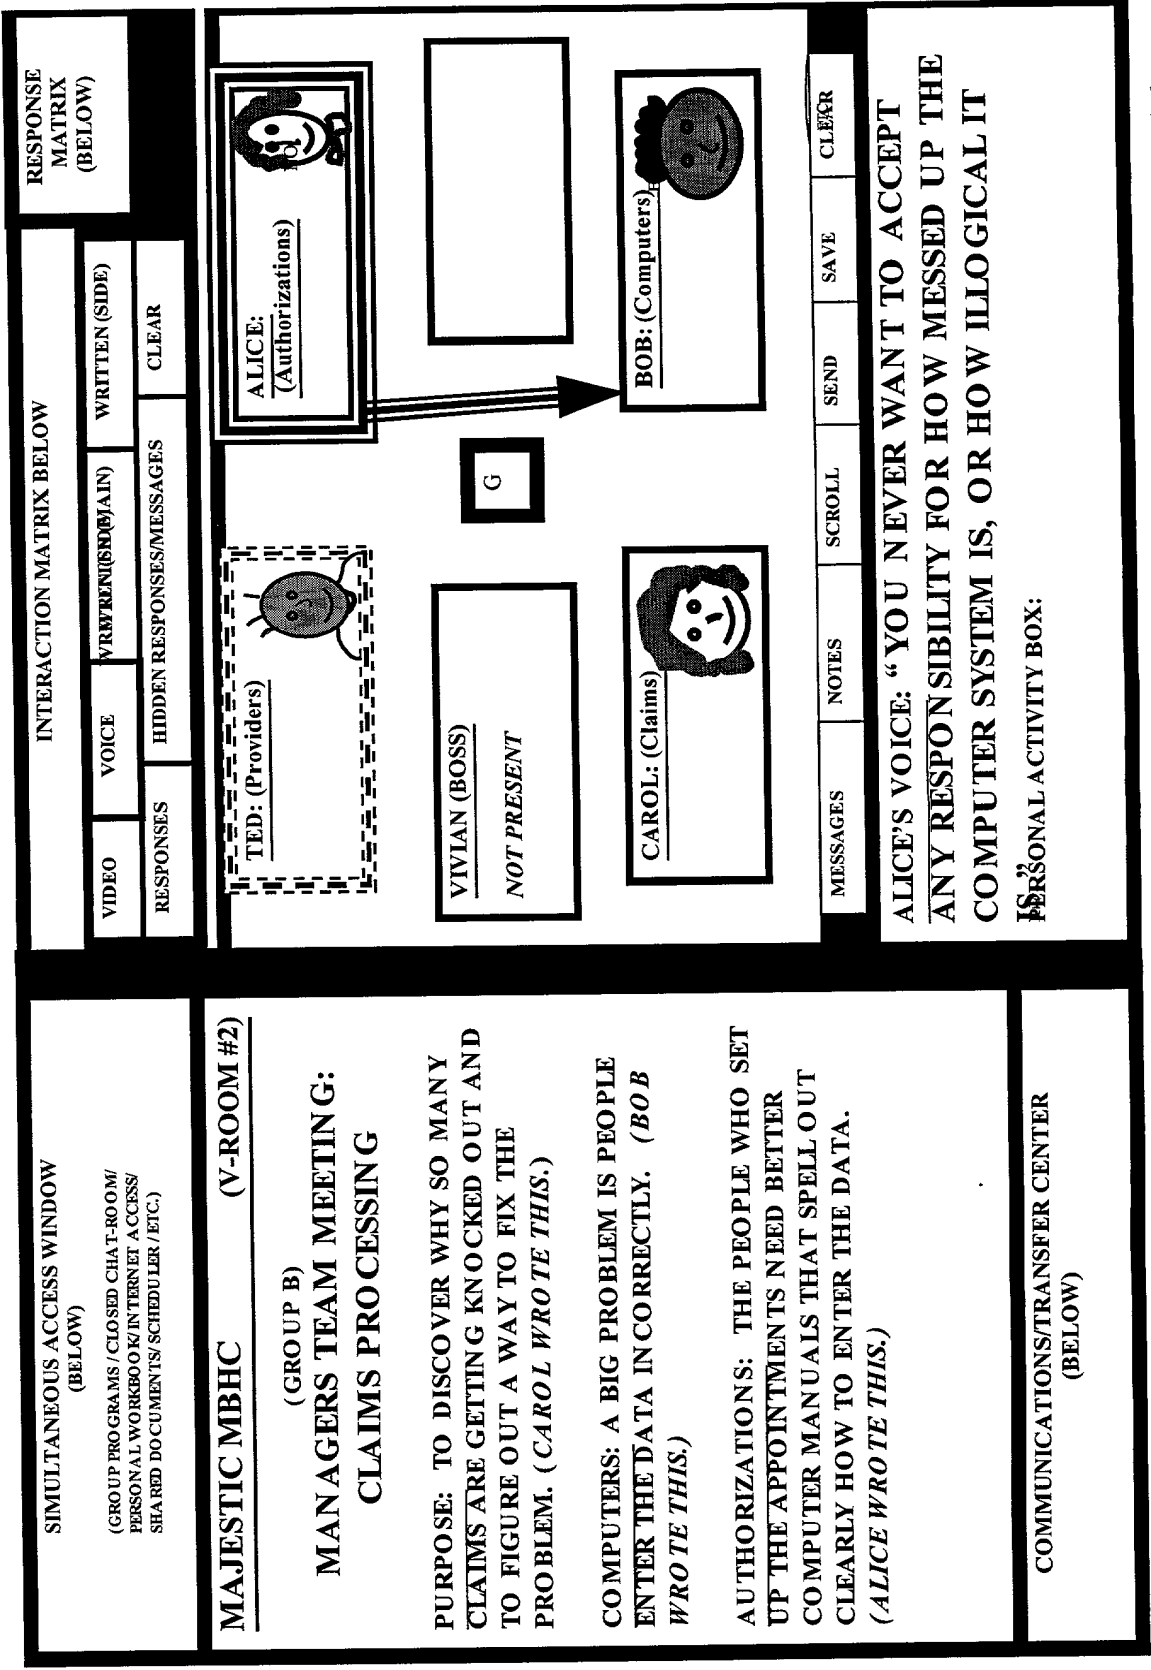 SIMULTANEOUS ACCESS WINDOW
(BELOW)
(GROUP PROGRAMS / CLOSED CHAT-ROOM/
PERSONAL WORKBOOK/ INTERNET ACCESS/
SHARED DOCUMENTS/ SCHEDULER / ETC.)
MAJESTIC MBHC (V-ROOM #2)
(GROUP B)
MANAGERS TEAM MEETING:
CLAIMS PROCESSING
PURPOSE: TO DISCOVER WHY SO MANY
CLAIMS ARE GETTING KNOCKED OUT AND
TO FIGURE OUT A WAY TO FIX THE
PROBLEM. (CAROL WROTE THIS.)
COMPUTERS: A BIG PROBLEM IS PEOPLE
ENTER THE DATA INCORRECTLY. (BOB
WROTE THIS.)
AUTHORIZATIONS: THE PEOPLE WHO SET
UP THE APPOINTMENTS NEED BETTER
COMPUTER MANUALS THAT SPELL OUT
CLEARLY HOW TO ENTER THE DATA.
(ALICE WROTE THIS.)
COMMUNICATIONS/TRANSFER CENTER
(BELOW)
INTERACTION MATRIX BELOW
RESPONSE
MATRIX
(BELOW)
VIDEO VOICE WRITTEN (SIDE)
RESPONSES HIDDEN RESPONSES/MESSAGES CLEAR
TED: (Providers)
ALICE:
(Authorizations)
VIVIAN (BOSS)
NOT PRESENT
G
CAROL: (Claims)
BOB: (Computers)
MESSAGES NOTES SCROLL SEND SAVE CLEAR
ALICE'S VOICE: "YOU NEVER WANT TO ACCEPT
ANY RESPONSIBILITY FOR HOW MESSED UP THE
COMPUTER SYSTEM IS, OR HOW ILLOGICAL IT
IS."
PERSONAL ACTIVITY BOX: